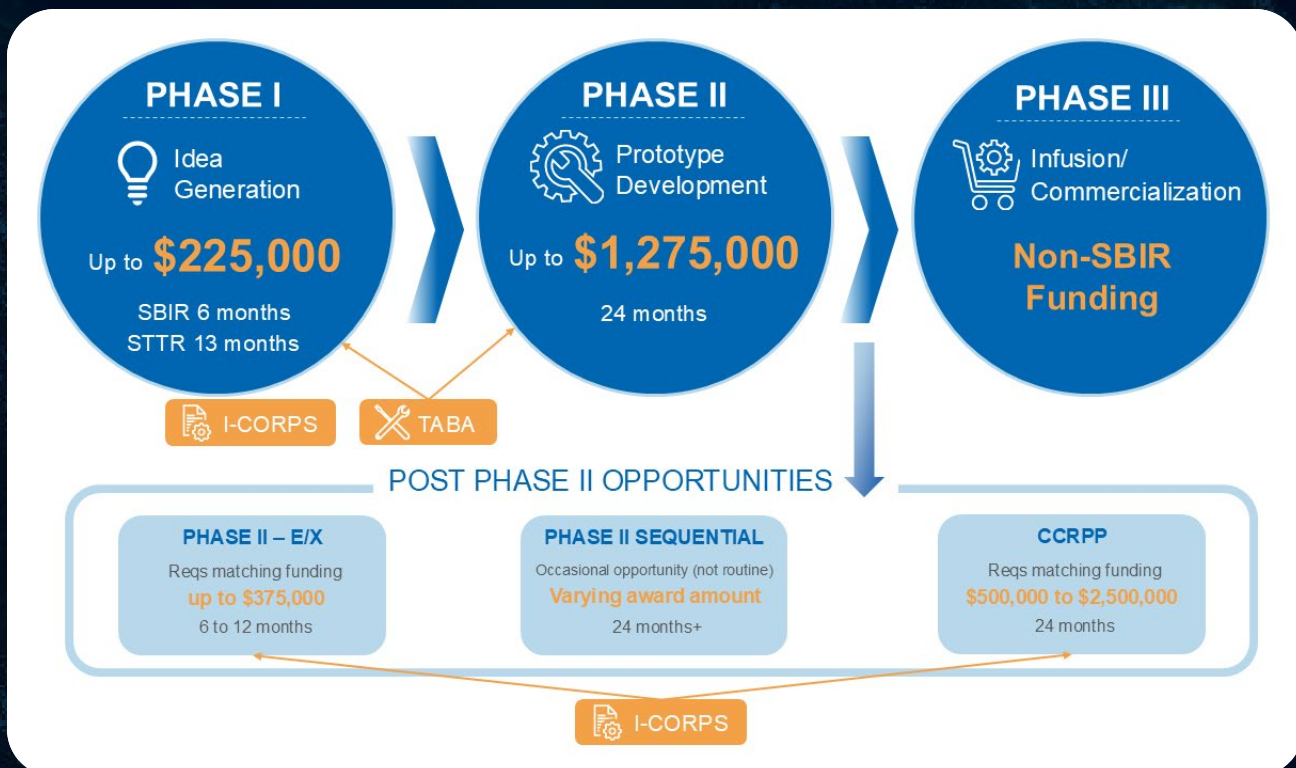 PHASE I
Idea
Generation
Up to $225,000
SBIR 6 months
STTR 13 months
PHASE II
Prototype
Development
Up to $1,275,000
24 months
PHASE III
Infusion/
Commercialization
Non-SBIR
Funding
I-CORPS
TABA
POST PHASE II OPPORTUNITIES
PHASE II – E/X
Reqs matching funding
up to $375,000
6 to 12 months
PHASE II SEQUENTIAL
Occasional opportunity (not routine)
Varying award amount
24 months+
CCRPP
Reqs matching funding
$500,000 to $2,500,000
24 months
I-CORPS